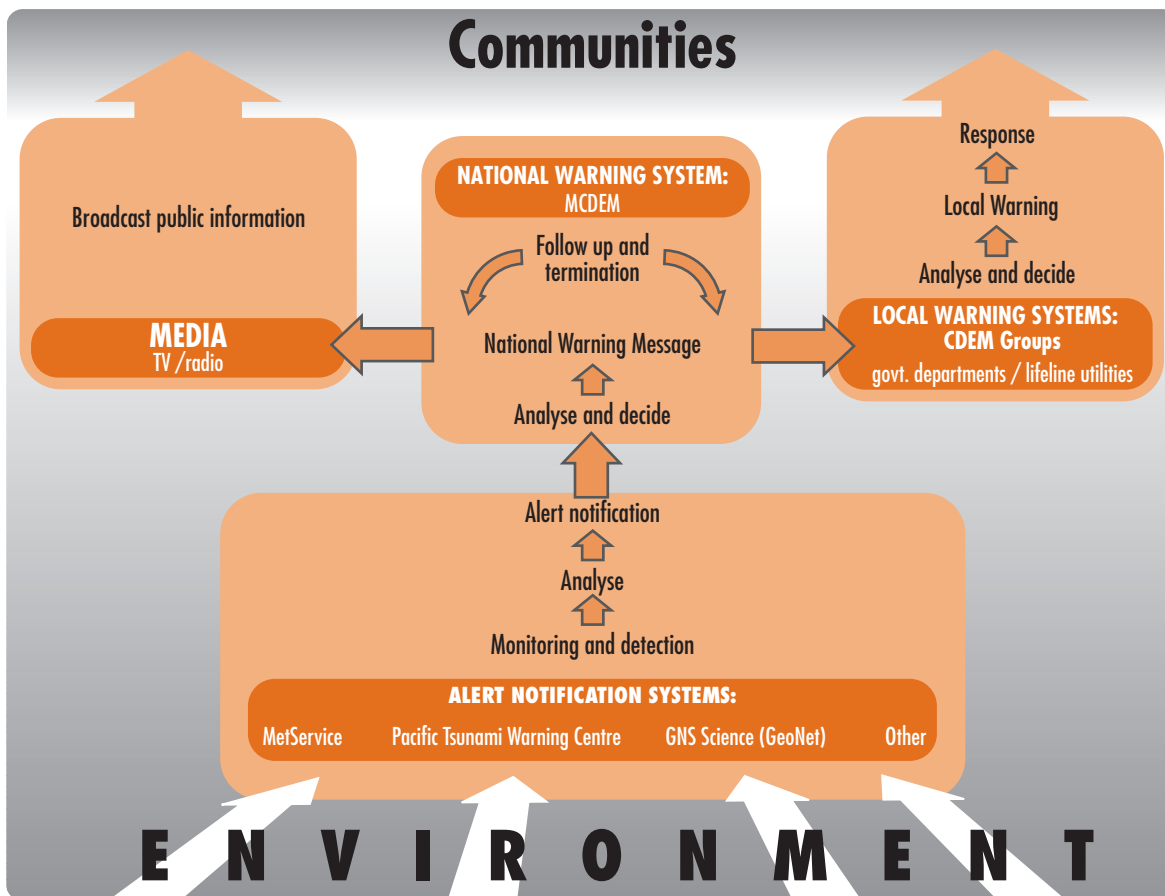 Communities
Broadcast public information
MEDIA
TV /radio
NATIONAL WARNING SYSTEM:
MCDEM
Follow up and
termination
National Warning Message
Analyse and decide
Response
Local Warning
Analyse and decide
LOCAL WARNING SYSTEMS:
CDEM Groups
govt. departments / lifeline utilities
Alert notification
Analyse
Monitoring and detection
ALERT NOTIFICATION SYSTEMS:
MetService Pacific Tsunami Warning Centre GNS Science (GeoNet) Other
ENVIRONMENT